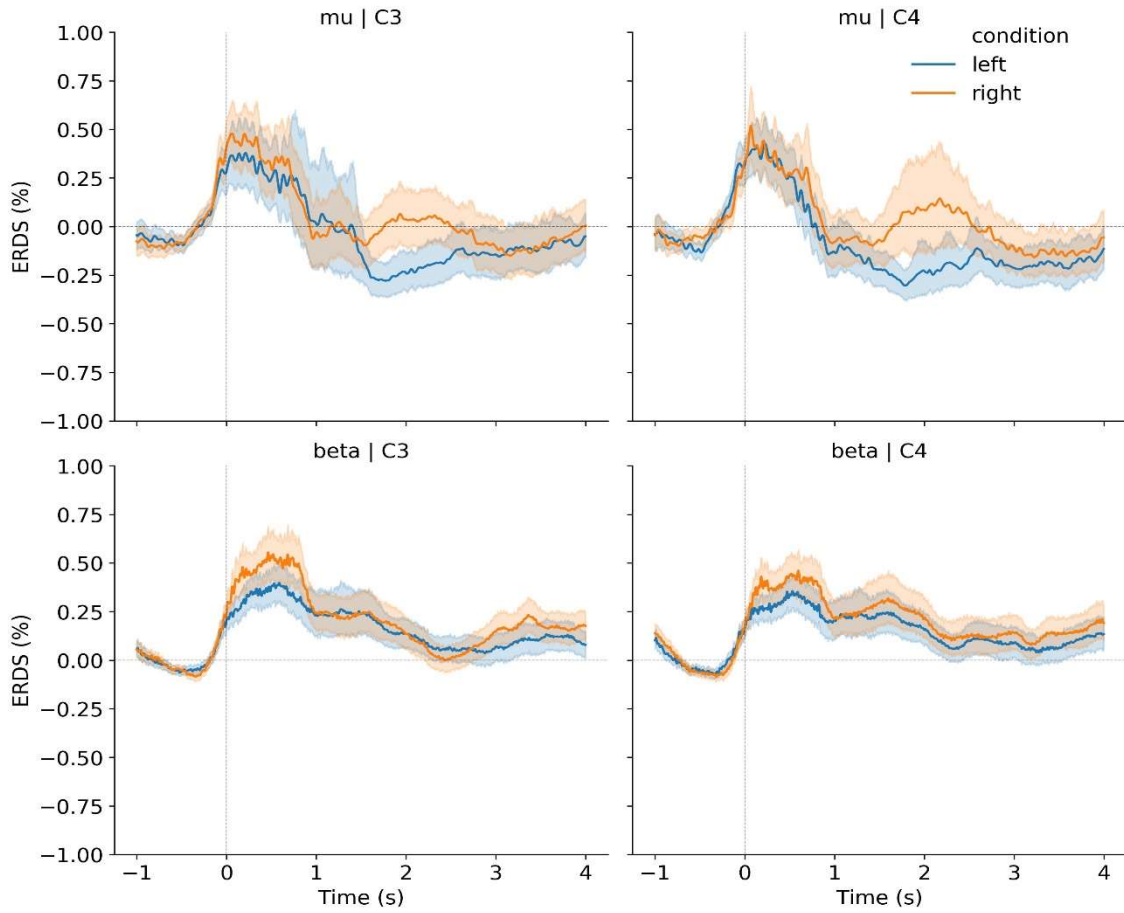 mu | C3
mu | C4
condition
left
right
ERDS (%)
1.00
0.75
0.50
0.25
0.00
−0.25
−0.50
−0.75
−1.00
beta | C3
beta | C4
ERDS (%)
1.00
0.75
0.50
0.25
0.00
−0.25
−0.50
−0.75
−1.00
−1 0 1 2 3 4
−1 0 1 2 3 4
Time (s)
Time (s)